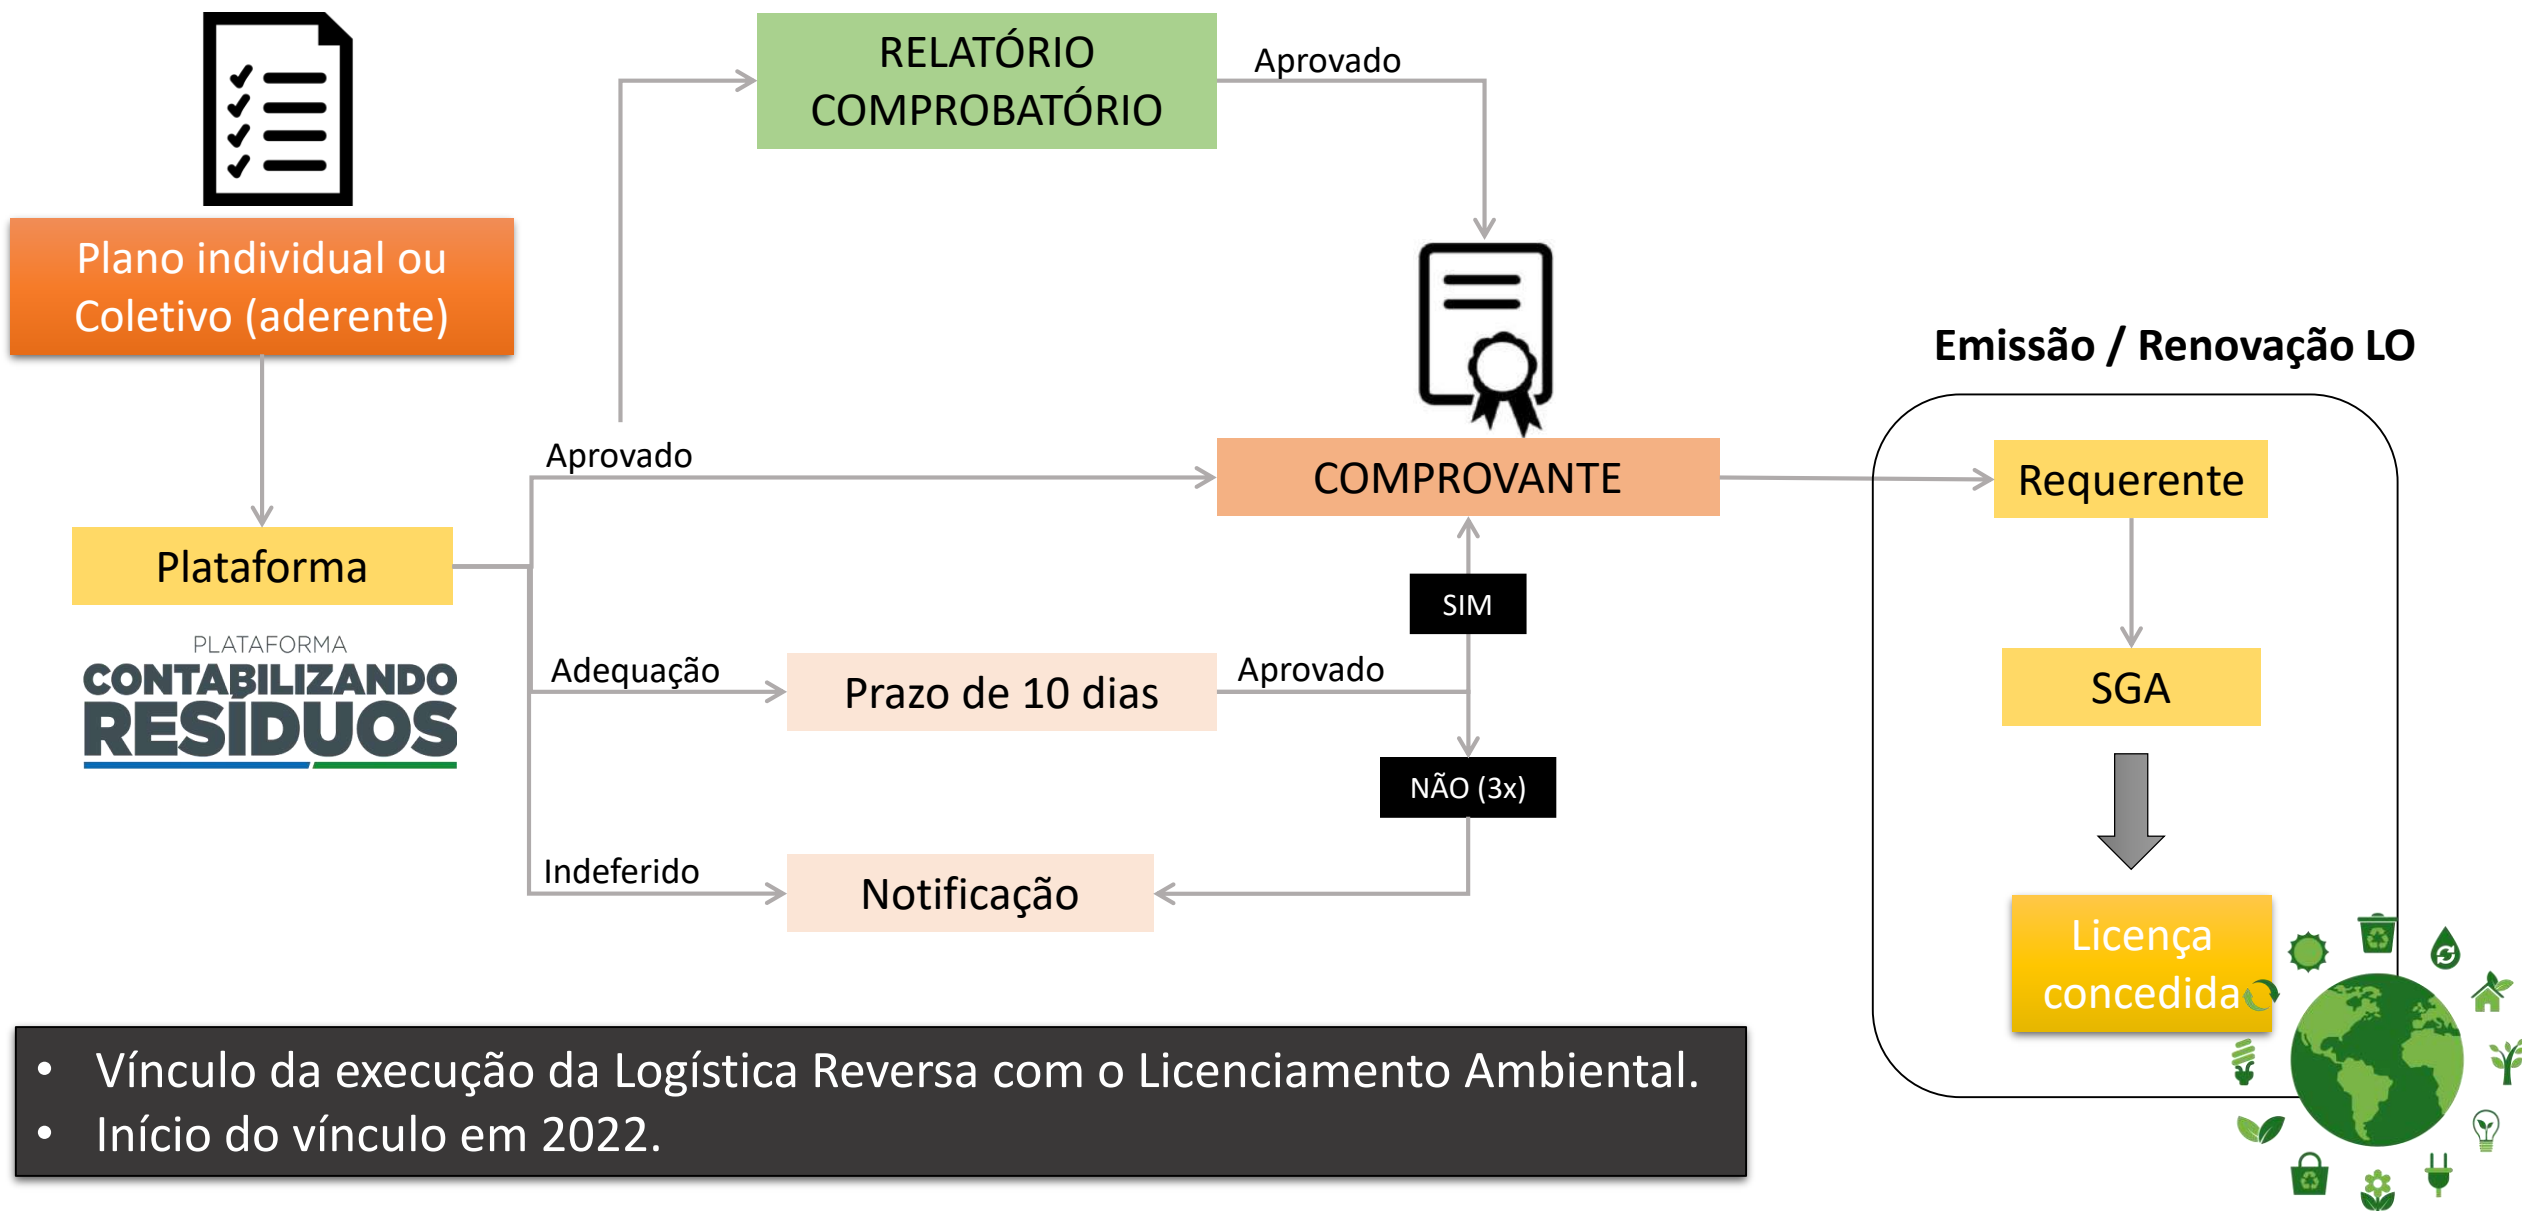 RELATÓRIO
COMPROBATÓRIO
Aprovado
Plano individual ou
Coletivo (aderente)
Emissão / Renovação LO
Aprovado
COMPROVANTE
Requerente
Plataforma
SIM
PLATAFORMA
CONTABILIZANDO
RESÍDUOS
Adequação
Prazo de 10 dias
Aprovado
SGA
NÃO (3x)
Indeferido
Notificação
Licença
concedida
• Vínculo da execução da Logística Reversa com o Licenciamento Ambiental.
• Início do vínculo em 2022.